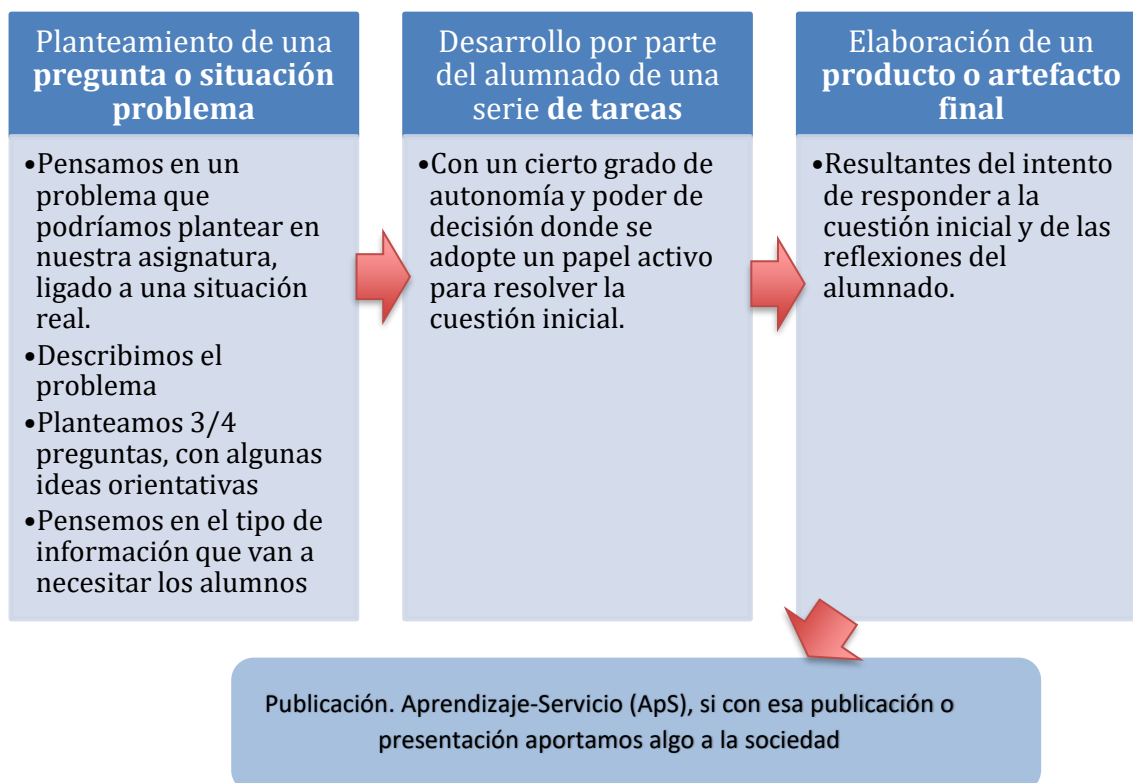 Planteamiento de una
pregunta o situación
problema
•Pensamos en un
problema que
podríamos plantear en
nuestra asignatura,
ligado a una situación
real.
•Describimos el
problema
•Planteamos 3/4
preguntas, con algunas
ideas orientativas
•Pensemos en el tipo de
información que van a
necesitar los alumnos
Desarrollo por parte
del alumnado de una
serie de tareas
•Con un cierto grado de
autonomía y poder de
decisión donde se
adopte un papel activo
para resolver la
cuestión inicial.
Elaboración de un
producto o artefacto
final
•Resultantes del intento
de responder a la
cuestión inicial y de las
reflexiones del
alumnado.
Publicación. Aprendizaje-Servicio (ApS), si con esa publicación o
presentación aportamos algo a la sociedad